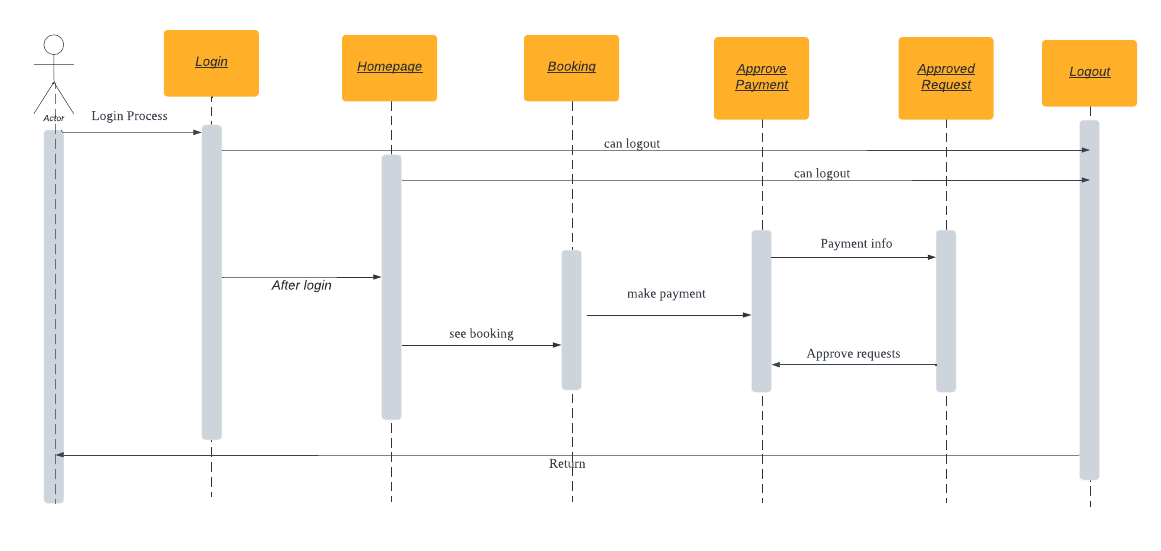 Login
Homepage
Booking
Approve
Payment
Approved
Request
Logout
Actor
Login Process
can logout
can logout
Payment info
After login
make payment
see booking
Approve requests
Return